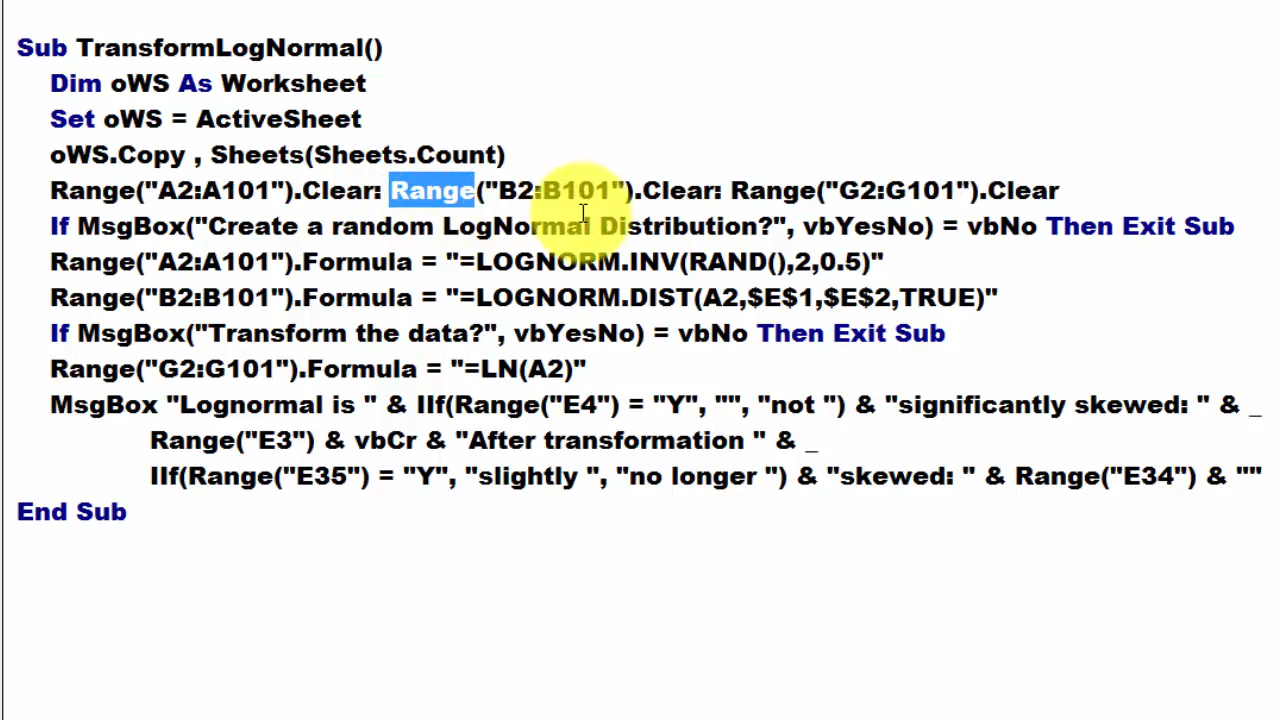 Sub TransformLogNormal()
Dim oWS As Worksheet
Set oWS = ActiveSheet
oWS.Copy , Sheets(Sheets.Count)
Range("A2:A101").Clear: Range("B2:B101").Clear: Range("G2:G101").Clear
If MsgBox("Create a random LogNormal Distribution?", vbYesNo) = vbNo Then Exit Sub
Range("A2:A101").Formula = "=LOGNORM.INV(RAND(),2,0.5)"
Range("B2:B101").Formula = "=LOGNORM.DIST(A2,$E$1,$E$2,TRUE)"
If MsgBox("Transform the data?", vbYesNo) = vbNo Then Exit Sub
Range("G2:G101").Formula = "=LN(A2)"
MsgBox "Lognormal is " & IIf(Range("E4") = "Y", "", "not ") & "significantly skewed: " & _
Range("E3") & vbCr & "After transformation " & _
IIf(Range("E35") = "Y", "slightly ", "no longer ") & "skewed: " & Range("E34") & ""
End Sub